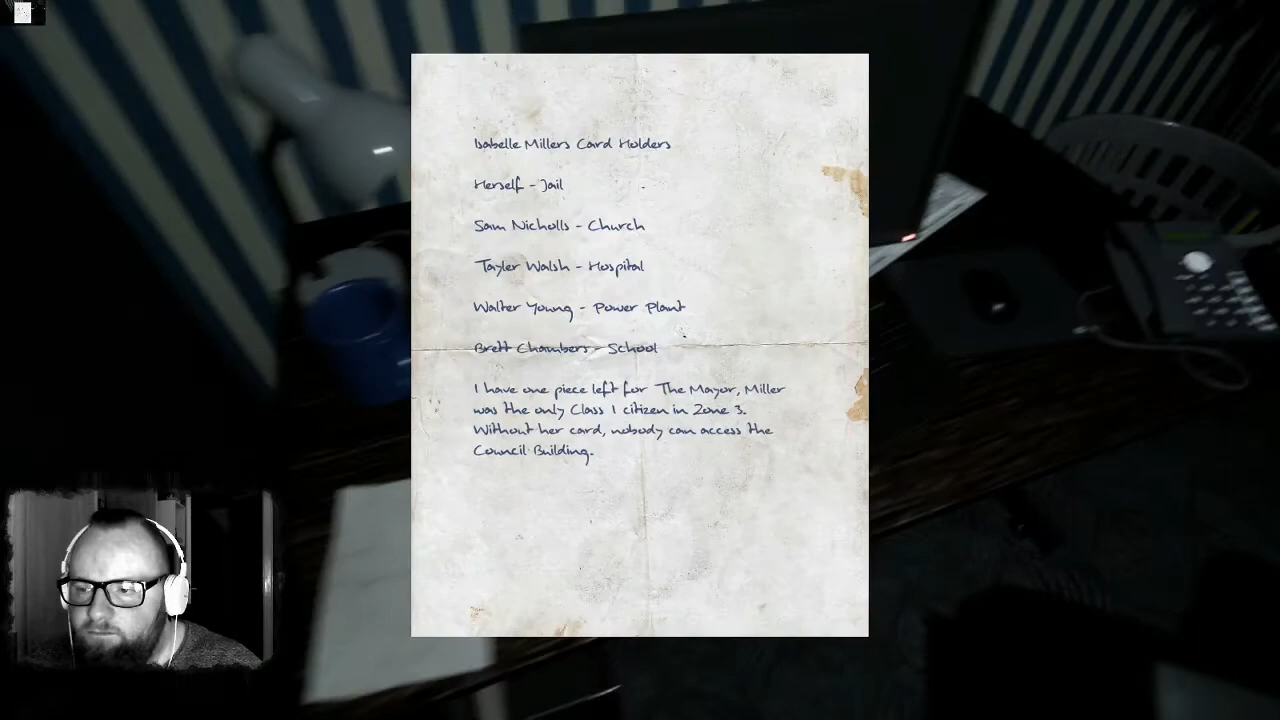 Isabelle Millers Card Holders
Herself - Jail
Sam Nicholls - Church
Tayler Walsh - Hospital
Walter Young - Power Plant
Brett Chambers - School
I have one piece left for The Mayor, Miller
was the only Class 1 citizen in Zone 3.
Without her card, nobody can access the
Council Building.